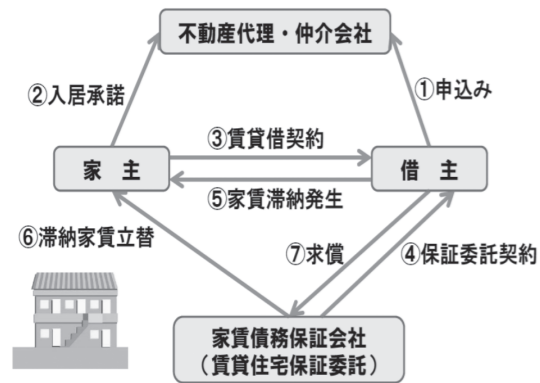 不動産代理・仲介会社
②入居承諾
①申込み
③賃貸借契約
家 主
借 主
⑤家賃滞納発生
⑥滞納家賃立替
⑦求償
④保証委託契約
家賃債務保証会社
（賃貸住宅保証委託）